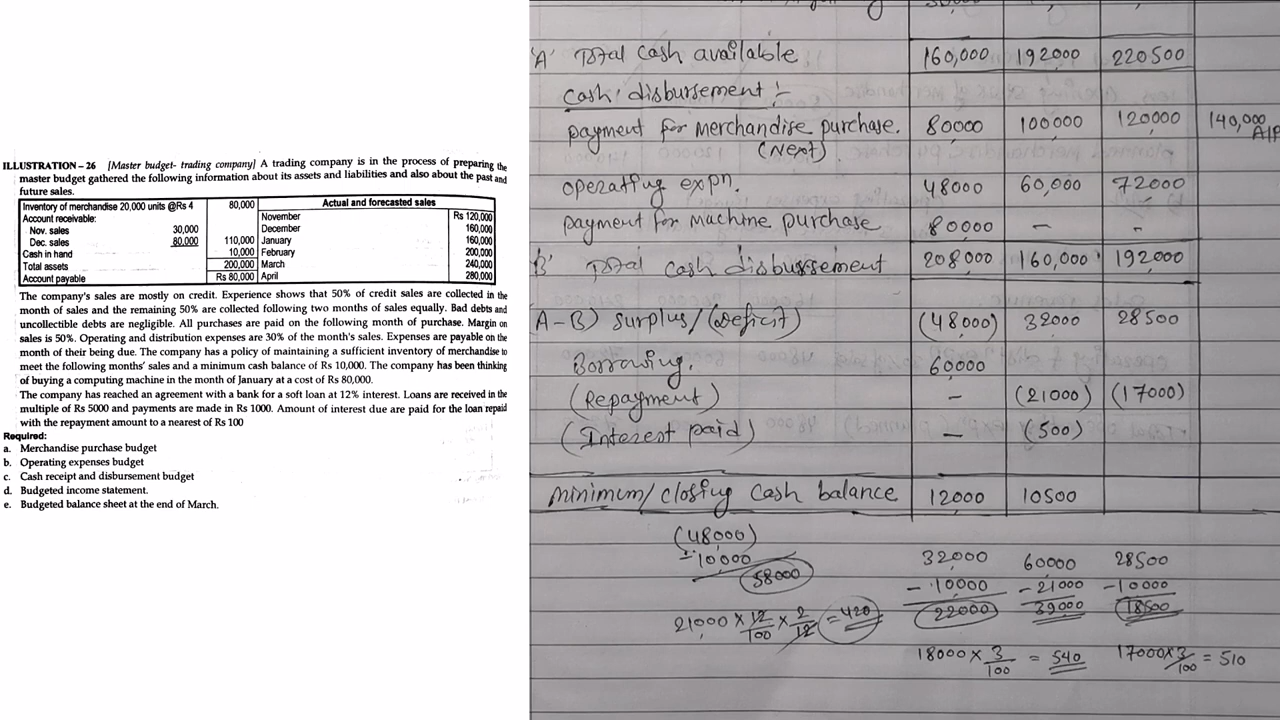 ILLUSTRATION – 26 [Master budget- trading company] A trading company is in the process of preparing the
master budget gathered the following information about its assets and liabilities and also about the past and
future sales.
Inventory of merchandise 20,000 units @Rs 4 80,000 Actual and forecasted sales
Account receivable: November Rs 120,000
Nov. sales 30,000 December 160,000
Dec. sales 80,000 110,000 January 160,000
Cash in hand 10,000 February 200,000
Total assets 200,000 March 240,000
Account payable Rs 80,000 April 280,000
The company's sales are mostly on credit. Experience shows that 50% of credit sales are collected in the
month of sales and the remaining 50% are collected following two months of sales equally. Bad debts and
uncollectible debts are negligible. All purchases are paid on the following month of purchase. Margin on
sales is 50%. Operating and distribution expenses are 30% of the month's sales. Expenses are payable on the
month of their being due. The company has a policy of maintaining a sufficient inventory of merchandise to
meet the following months' sales and a minimum cash balance of Rs 10,000. The company has been thinking
of buying a computing machine in the month of January at a cost of Rs 80,000.
The company has reached an agreement with a bank for a soft loan at 12% interest. Loans are received in the
multiple of Rs 5000 and payments are made in Rs 1000. Amount of interest due are paid for the loan repaid
with the repayment amount to a nearest of Rs 100
Required:
a. Merchandise purchase budget
b. Operating expenses budget
c. Cash receipt and disbursement budget
d. Budgeted income statement.
e. Budgeted balance sheet at the end of March.
'A' Total cash available 160,000 192000 220500
cash disbursement :-
payment for merchandise purchase. 80000 100000 120000 140,000 A/P
(Next)
operating expn. 48000 60,000 72000
payment for machine purchase 80000 – -
'B' Total cash disbursement 208000 160,000 192000
(A-B) surplus/(deficit) (48000) 32000 28500
Borrowing. 60000
(Repayment) – (21000) (17000)
(Interest paid) – (500)
minimum/closing cash balance 12000 10500
(48000) 32000 60000 28500
10000 -10000 -21000 -10000
58000 22000 39000 18500
21000 × 12/100 × 2/12 = 420
18000 × 3/100 = 540 17000×3/100 = 510